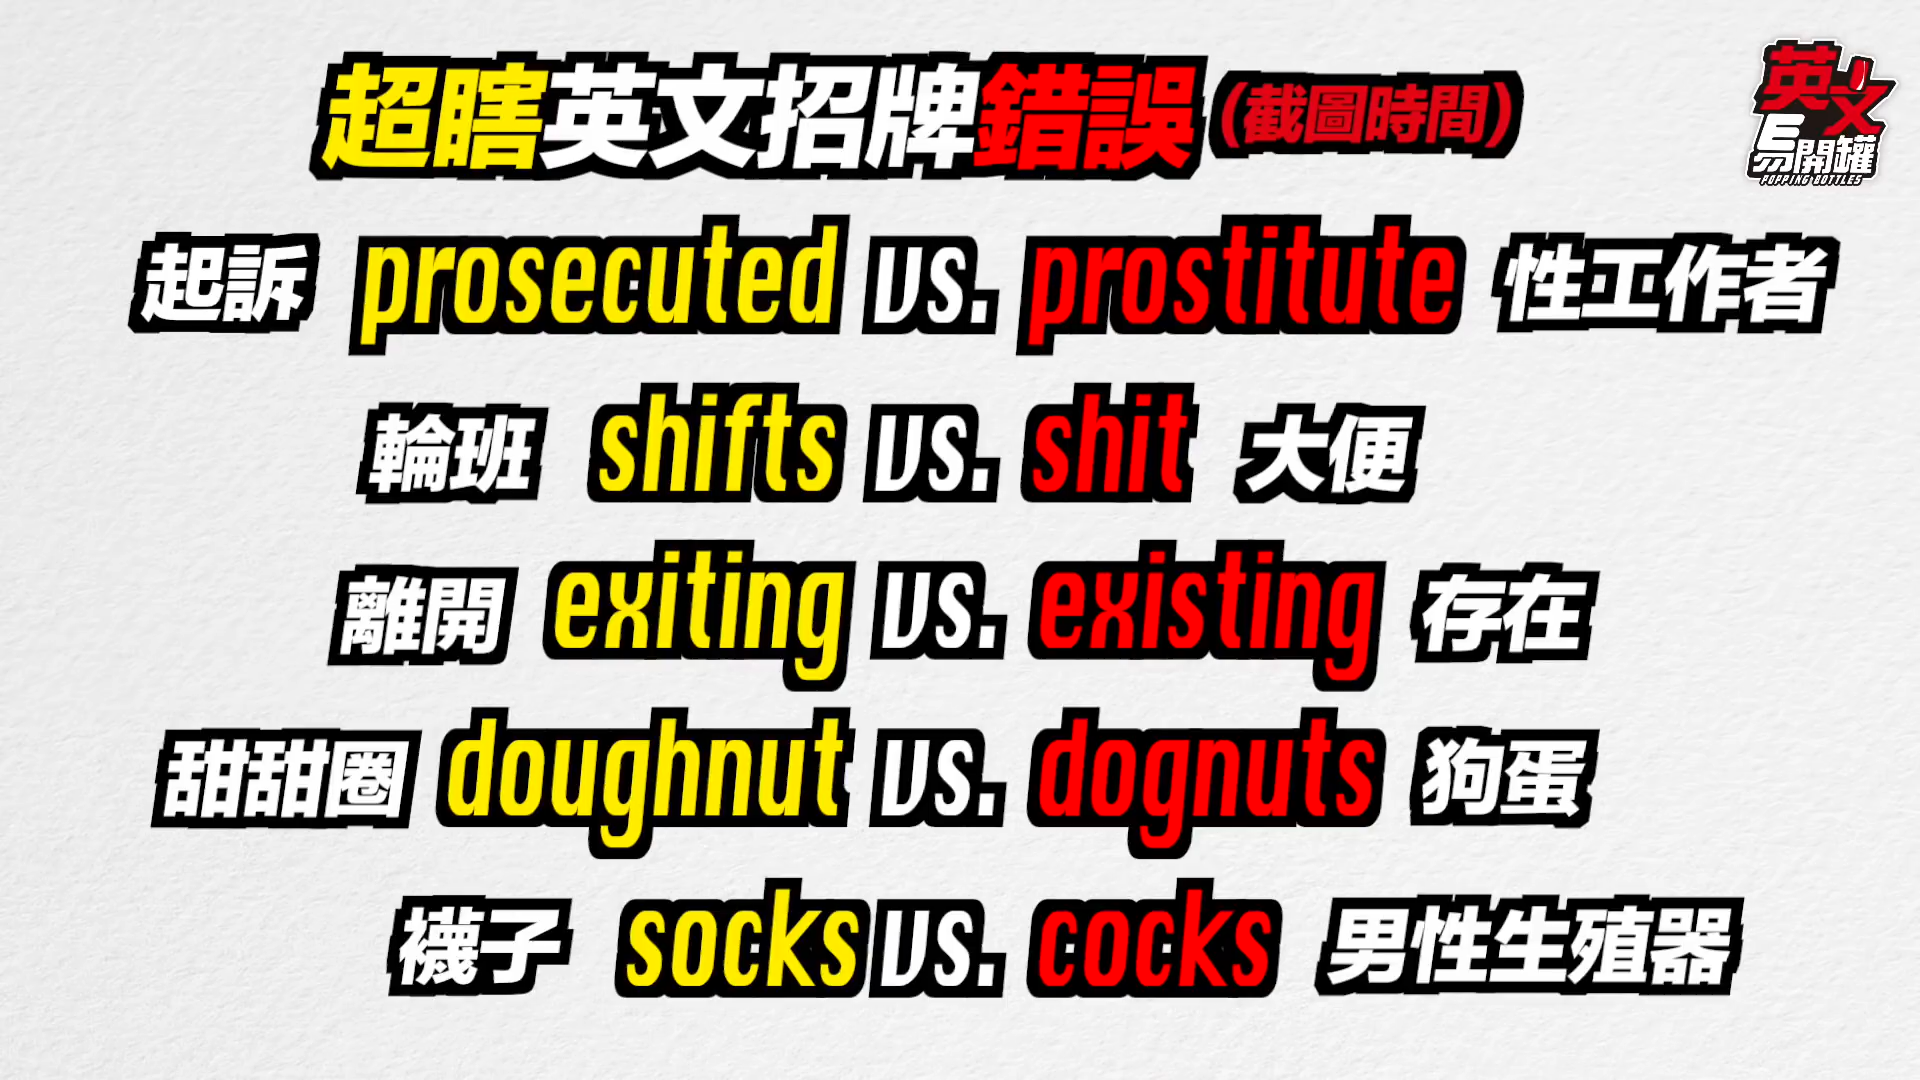 超瞎英文招牌錯誤(截圖時間)
英文易開罐
POPPING BOTTLES
起訴 prosecuted vs. prostitute 性工作者
輪班 shifts vs. shit 大便
離開 exiting vs. existing 存在
甜甜圈 doughnut vs. dognuts 狗蛋
襪子 socks vs. cocks 男性生殖器